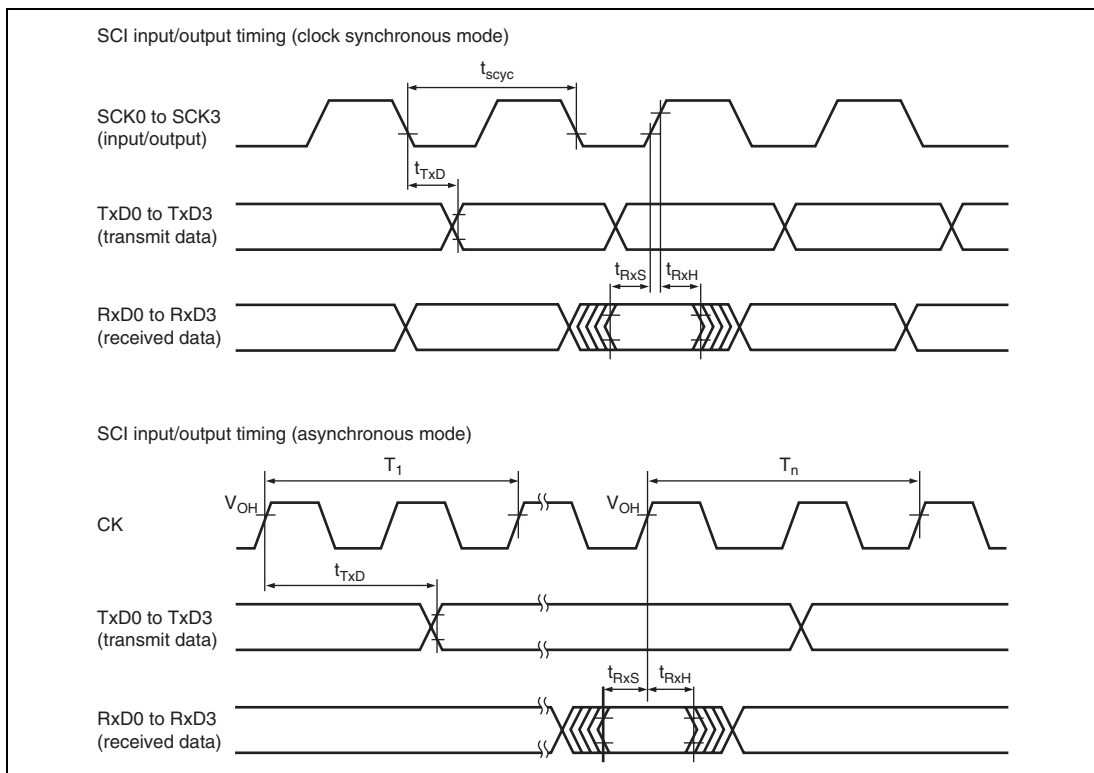 SCI input/output timing (clock synchronous mode)
tscyc
SCK0 to SCK3
(input/output)
tTxD
TxD0 to TxD3
(transmit data)
tRxS
tRxH
RxD0 to RxD3
(received data)
SCI input/output timing (asynchronous mode)
T1
Tn
VOH
VOH
CK
tTxD
TxD0 to TxD3
(transmit data)
tRxS
tRxH
RxD0 to RxD3
(received data)